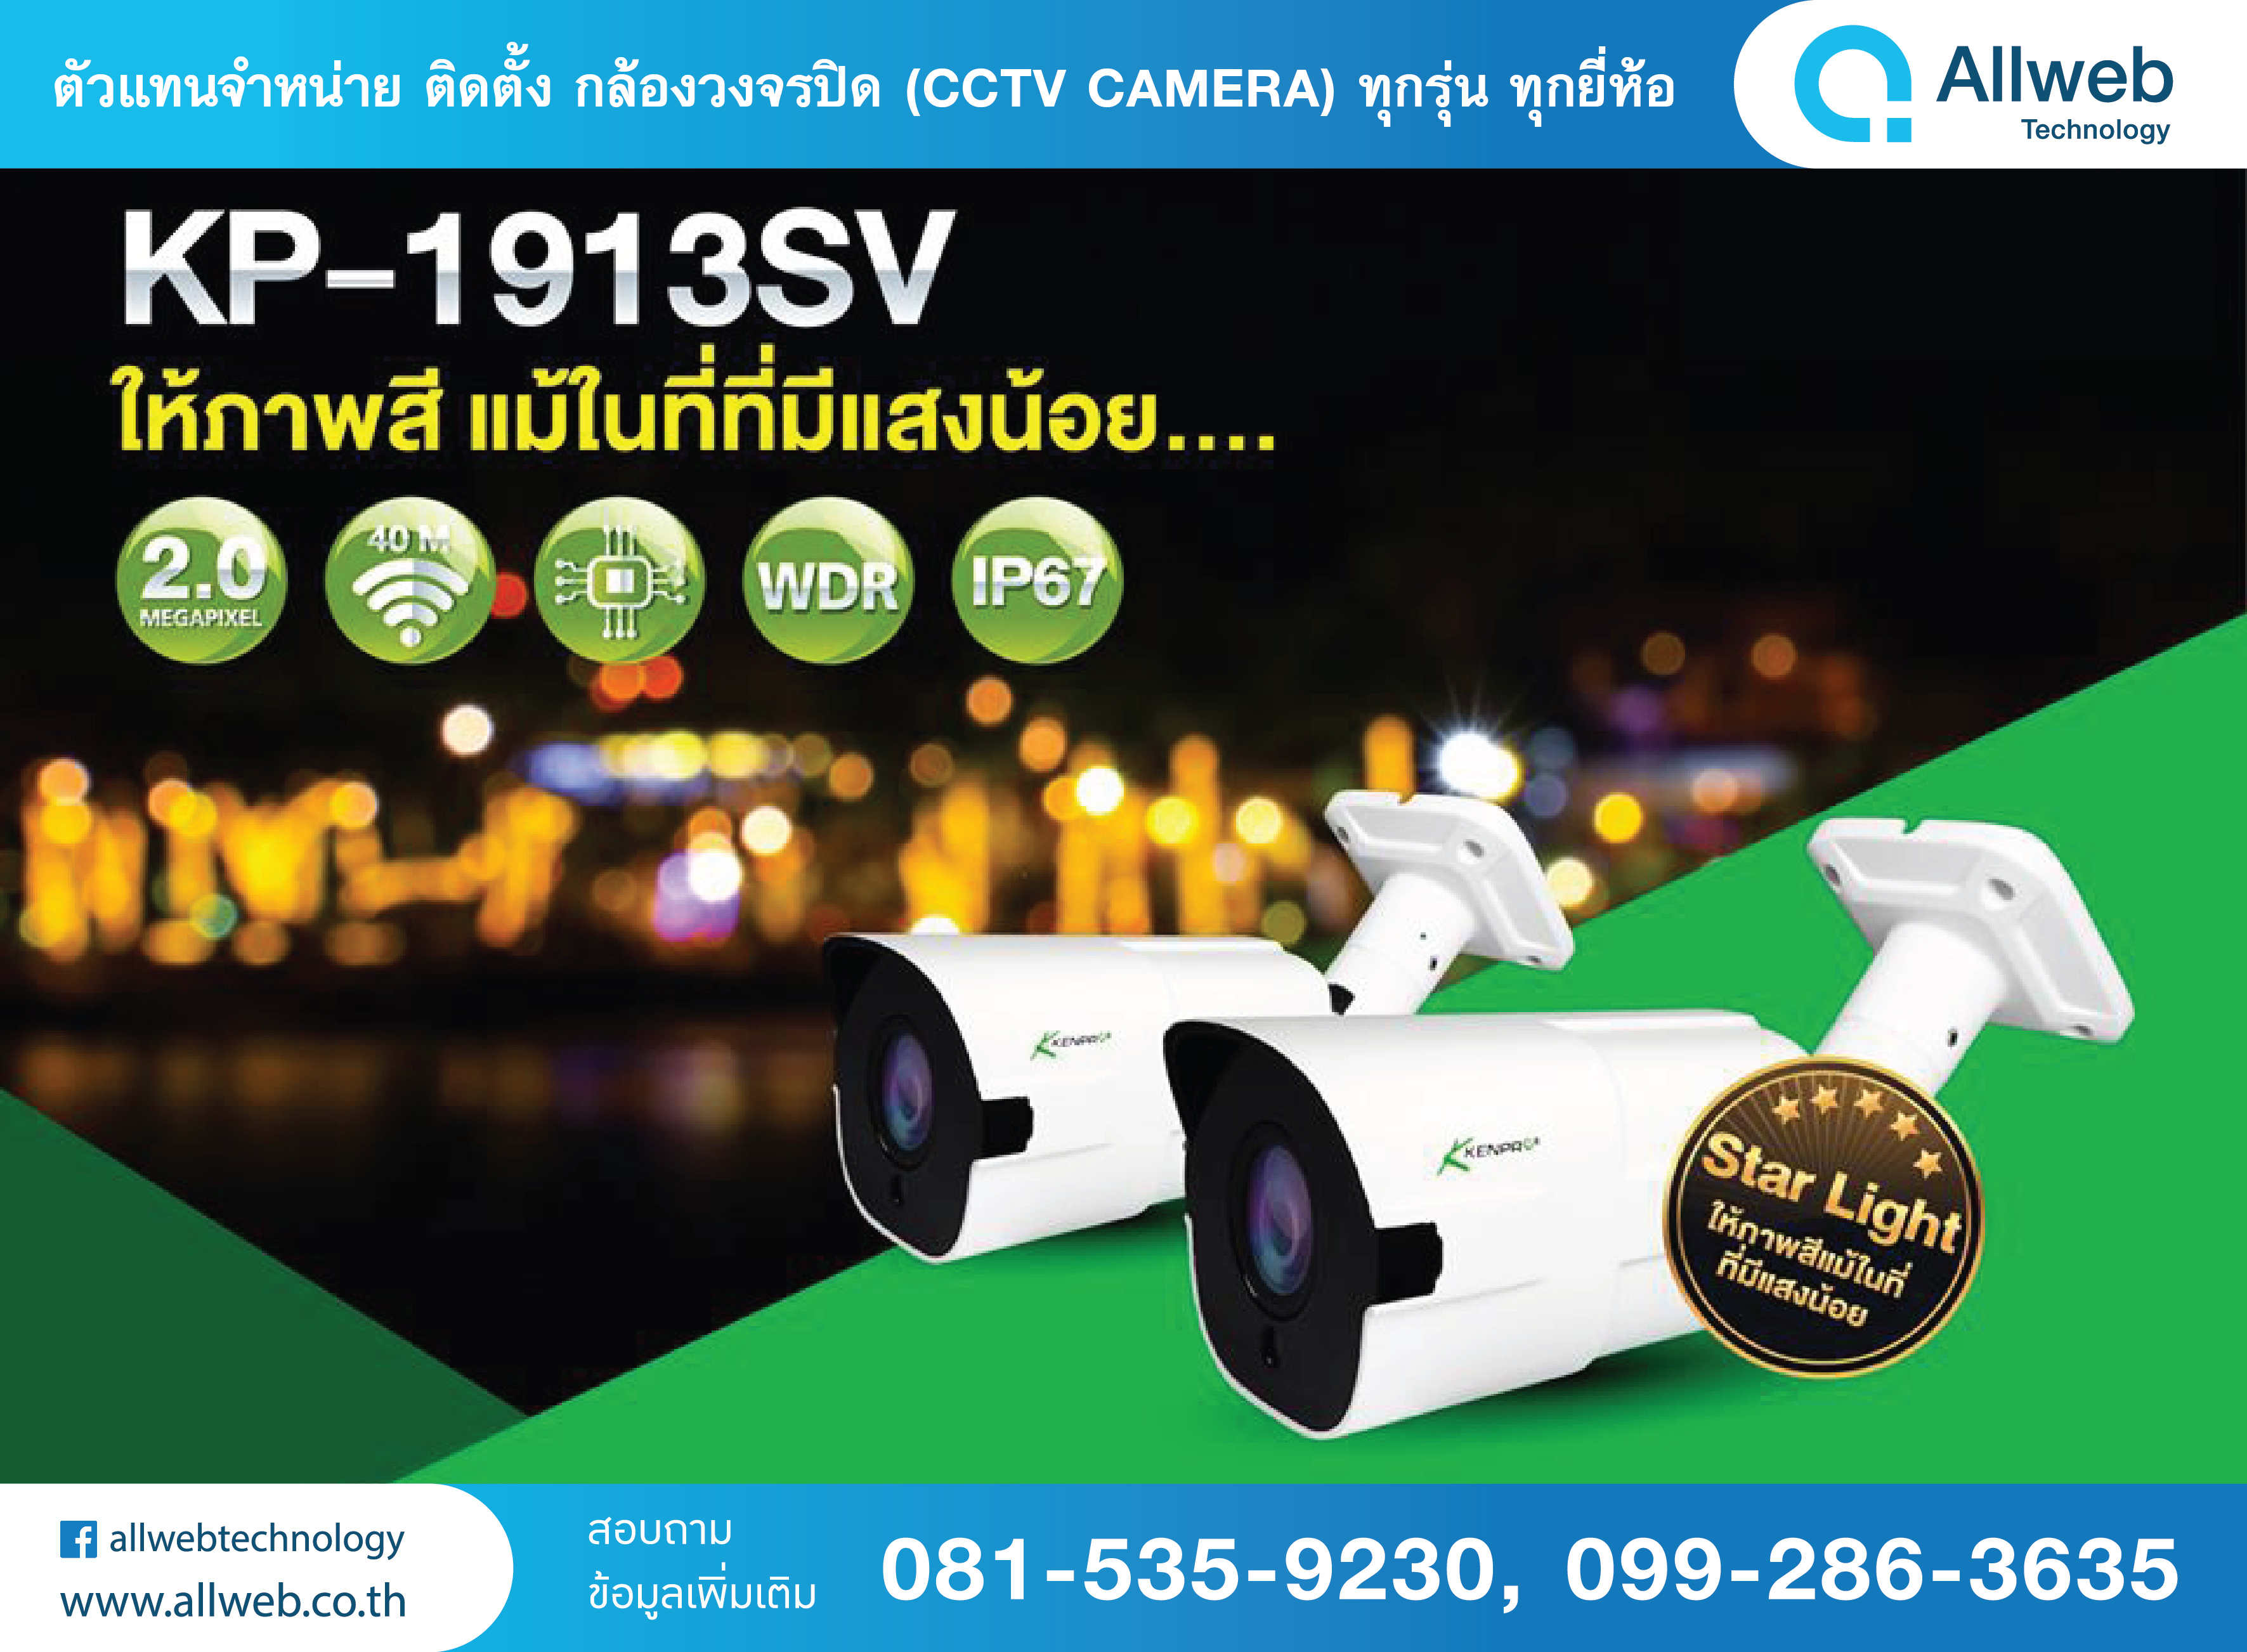 ตัวแทนจำหน่าย ติดตั้ง กล้องวงจรปิด (CCTV CAMERA) ทุกรุ่น ทุกยี่ห้อ
Allweb
Technology
KP-1913SV
ให้ภาพสี แม้ในที่ที่มีแสงน้อย....
2.0
MEGAPIXEL
40 M
WDR
IP67
KENPRO
KENPRO
Star Light
ให้ภาพสีแม้ในที่
ที่มีแสงน้อย
allwebtechnology
www.allweb.co.th
สอบถาม
ข้อมูลเพิ่มเติม
081-535-9230, 099-286-3635